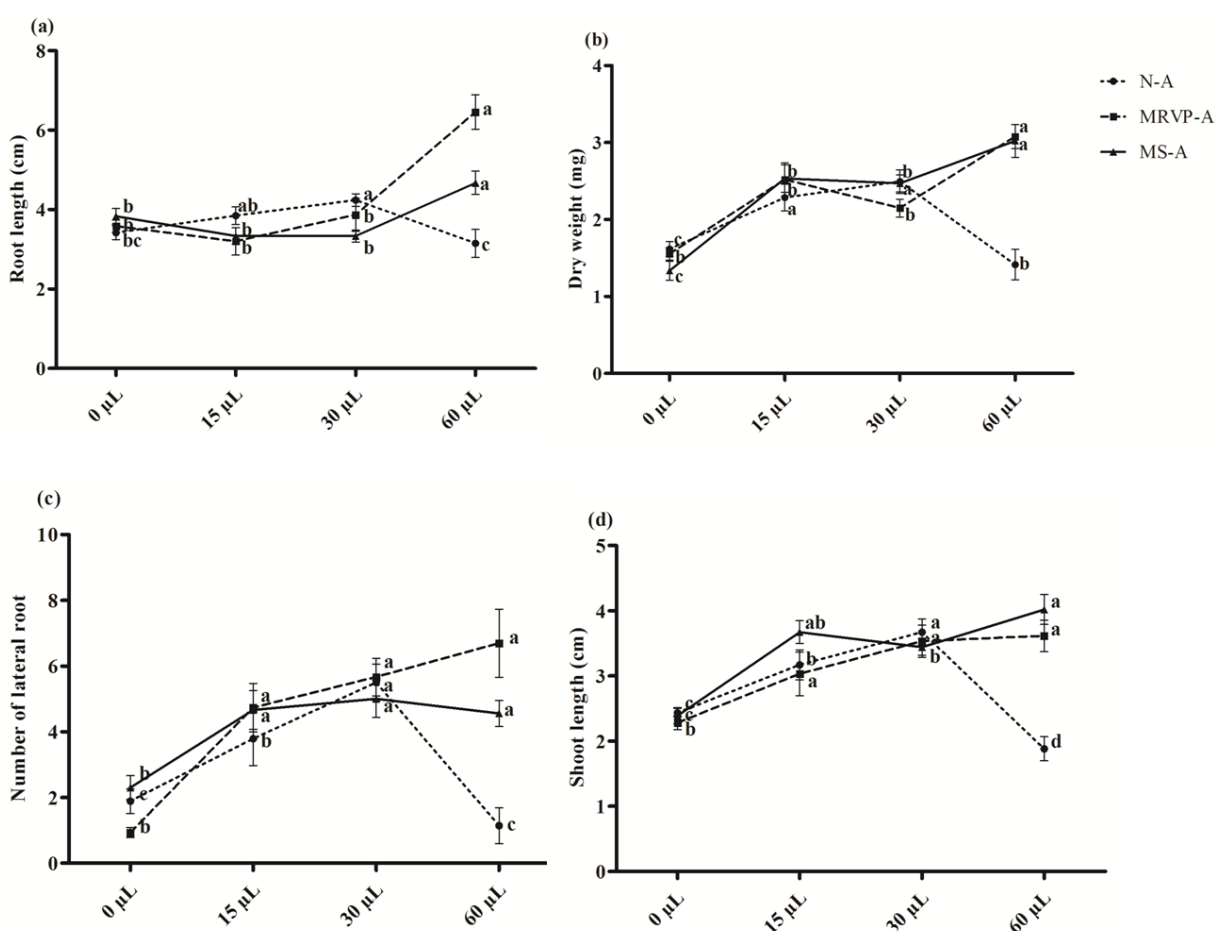 (a)
Root length (cm)
8
6
4
2
0
b
b
bc
ab
b
b
a
b
b
a
a
c
0 µL
15 µL
30 µL
60 µL
(b)
Dry weight (mg)
4
3
2
1
0
c
b
c
b
b
a
b
a
b
a
a
b
0 µL
15 µL
30 µL
60 µL
N-A
MRVP-A
MS-A
(c)
Number of lateral root
10
8
6
4
2
0
b
c
b
a
a
b
a
a
a
a
a
c
0 µL
15 µL
30 µL
60 µL
(d)
Shoot length (cm)
5
4
3
2
1
0
c
c
b
ab
b
a
a
a
b
a
a
d
0 µL
15 µL
30 µL
60 µL